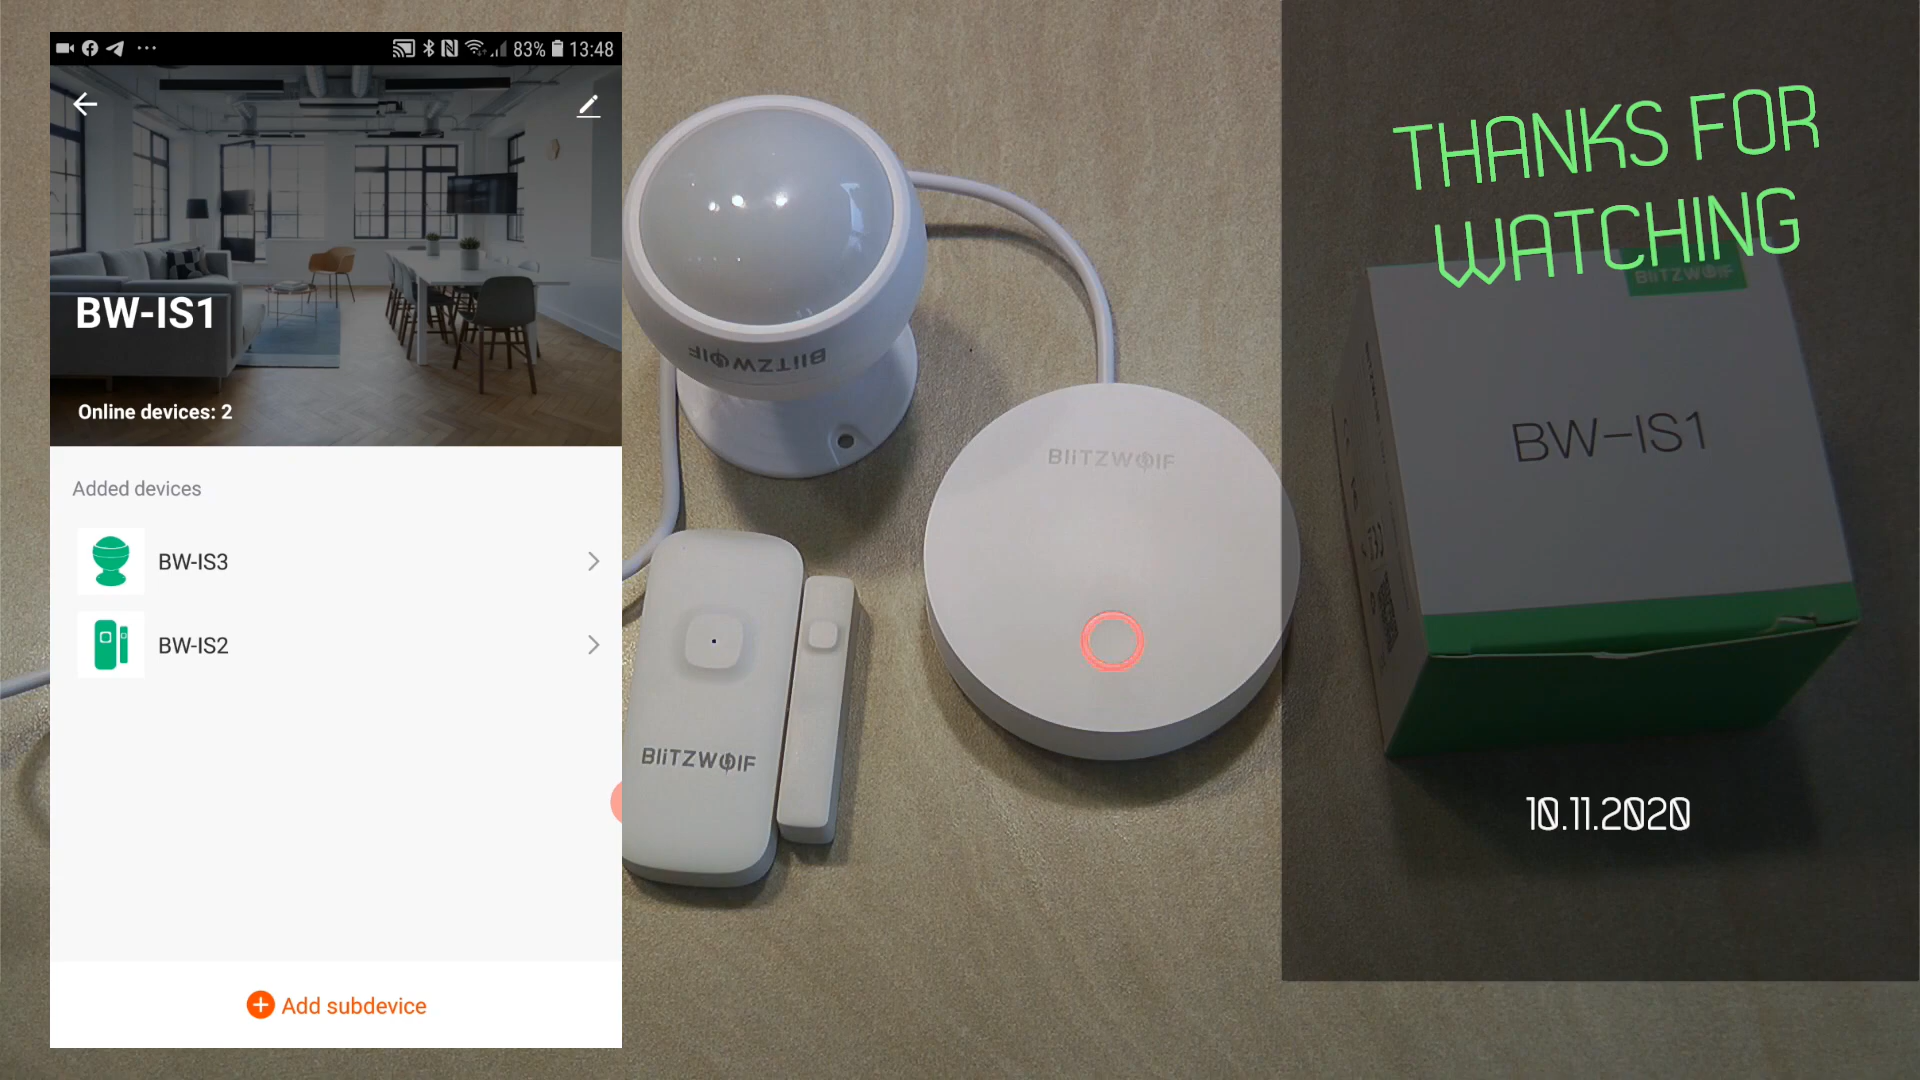 83% 13:48
BW-IS1
Online devices: 2
Added devices
BW-IS3
BW-IS2
Add subdevice
BLiTZWOLF
BLiTZWOLF
BLiTZWOLF
THANKS FOR
WATCHING
BLiTZWOLF
BW-IS1
10.11.2020